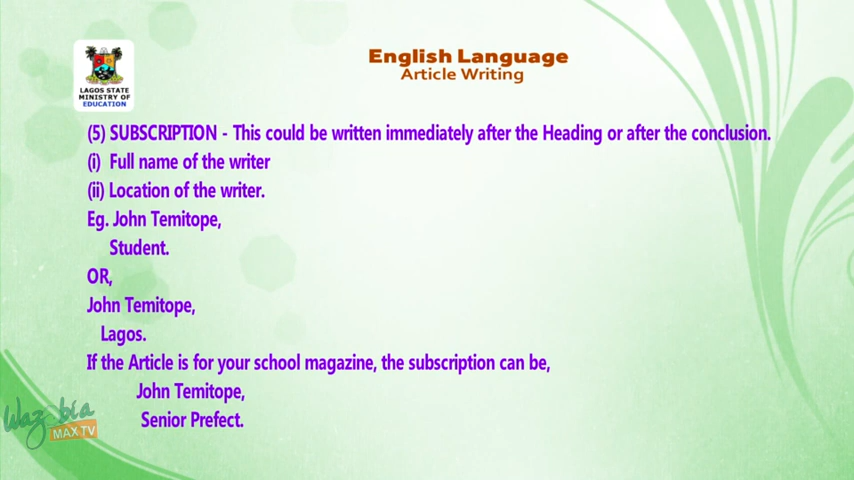 English Language
Article Writing
LAGOS STATE
MINISTRY OF
EDUCATION
(5) SUBSCRIPTION - This could be written immediately after the Heading or after the conclusion.
(i) Full name of the writer
(ii) Location of the writer.
Eg. John Temitope,
Student.
OR,
John Temitope,
Lagos.
If the Article is for your school magazine, the subscription can be,
John Temitope,
Senior Prefect.
Wazobia
MAX TV